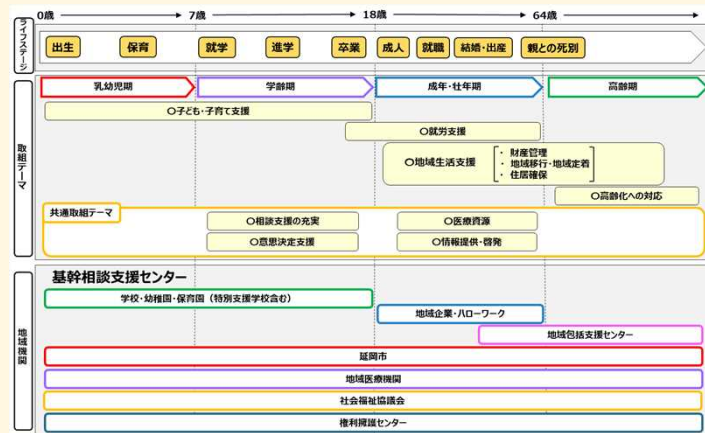 0歳 7歳 18歳 64歳
ライフステージ
出生 保育 就学 進学 卒業 成人 就職 結婚・出産 親との死別
取組テーマ
乳幼児期 学齢期 成年・壮年期 高齢期
〇子ども・子育て支援
〇就労支援
〇地域生活支援
・ 財産管理
・ 地域移行・地域定着
・ 住居確保
〇高齢化への対応
共通取組テーマ
〇相談支援の充実 〇医療資源
〇意思決定支援 〇情報提供・啓発
地域機関
基幹相談支援センター
学校・幼稚園・保育園（特別支援学校含む）
地域企業・ハローワーク
地域包括支援センター
延岡市
地域医療機関
社会福祉協議会
権利擁護センター